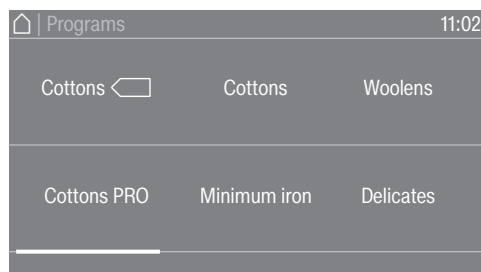 Programs 11:02
Cottons Cottons Woolens
Cottons PRO Minimum iron Delicates